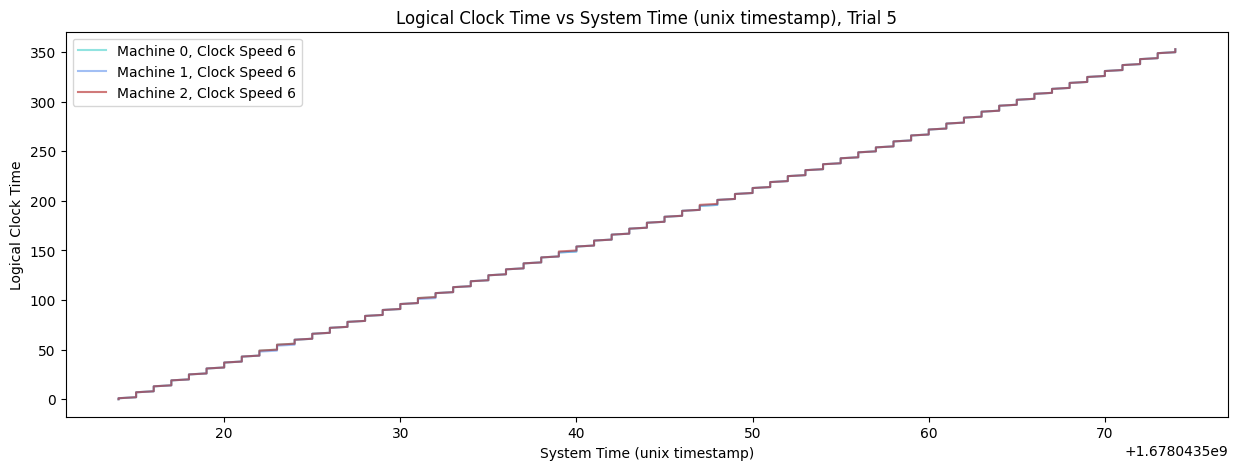 Logical Clock Time vs System Time (unix timestamp), Trial 5
Machine 0, Clock Speed 6
Machine 1, Clock Speed 6
Machine 2, Clock Speed 6
Logical Clock Time
350
300
250
200
150
100
50
0
20 30 40 50 60 70
+1.6780435e9
System Time (unix timestamp)